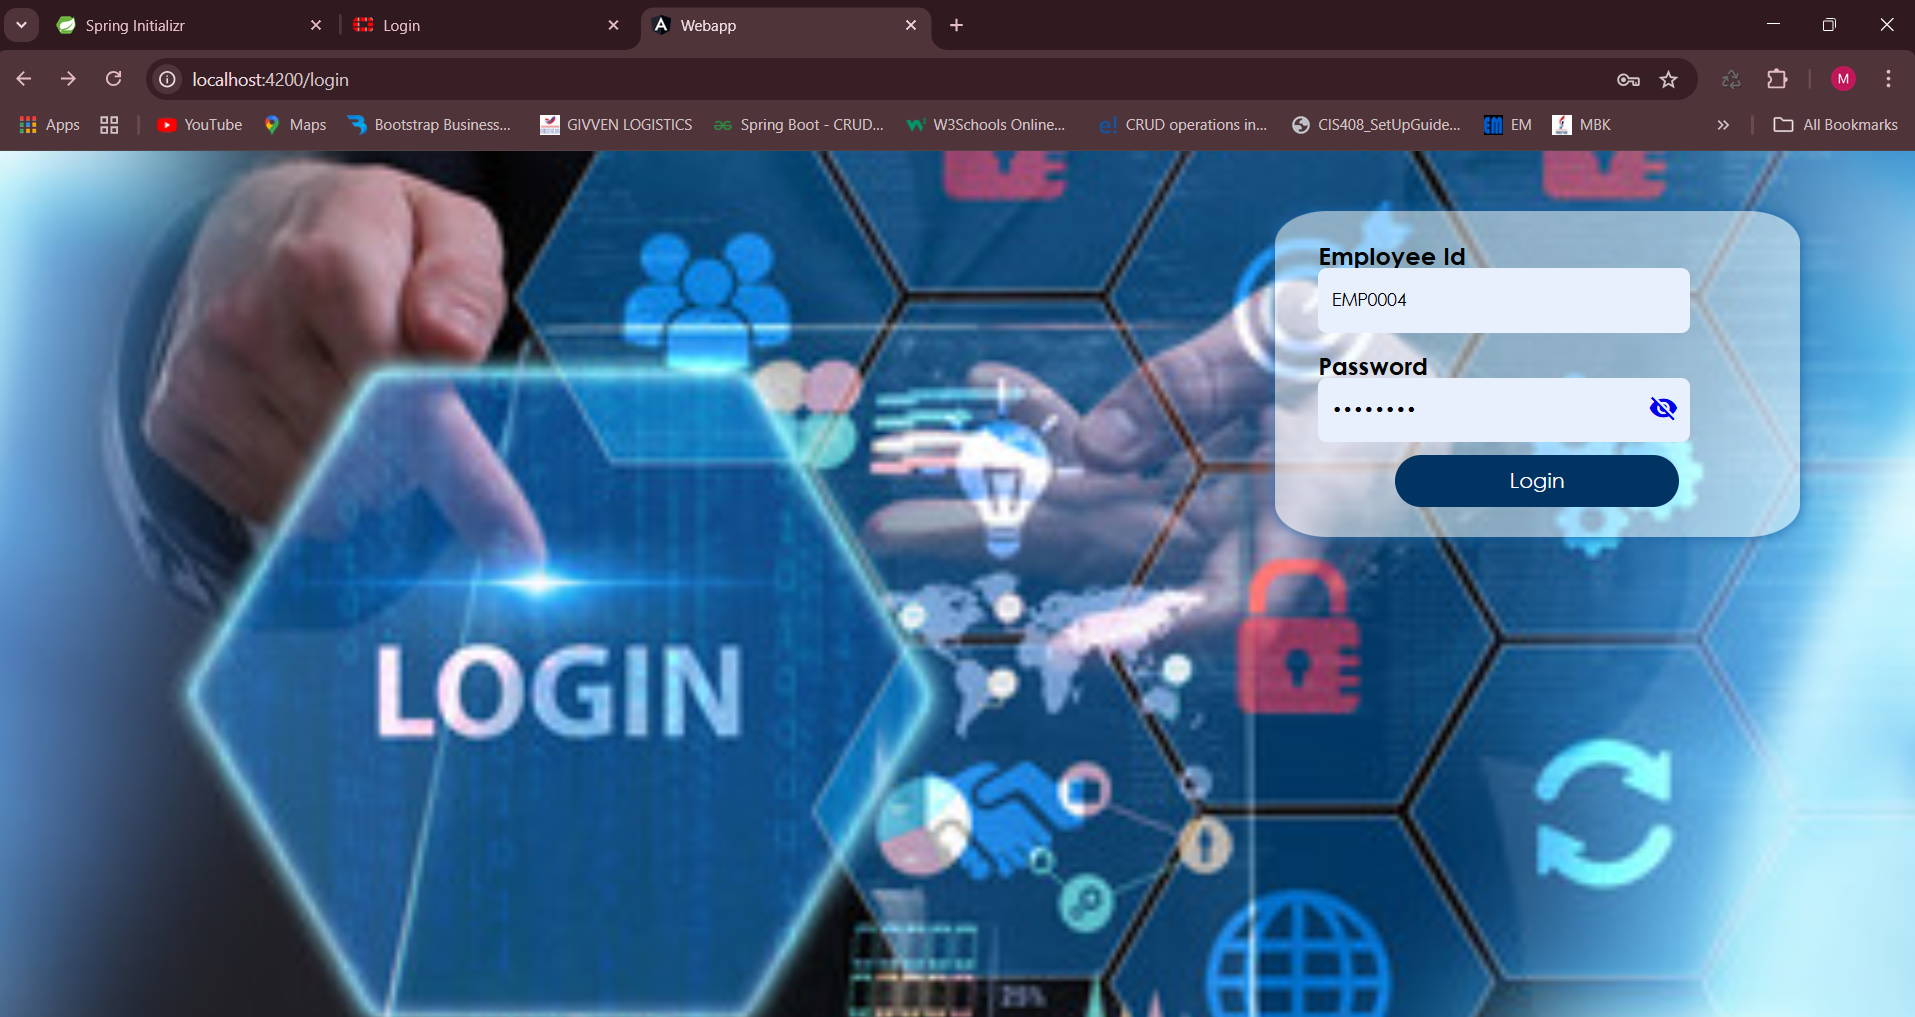 Spring Initializr
Login
Webapp
localhost:4200/login
M
Apps
YouTube
Maps
Bootstrap Business...
GIVVEN LOGISTICS
Spring Boot - CRUD...
W3Schools Online...
e! CRUD operations in...
CIS408_SetUpGuide...
EM EM
MBK
All Bookmarks
Employee Id
EMP0004
Password
Login
LOGIN
25%